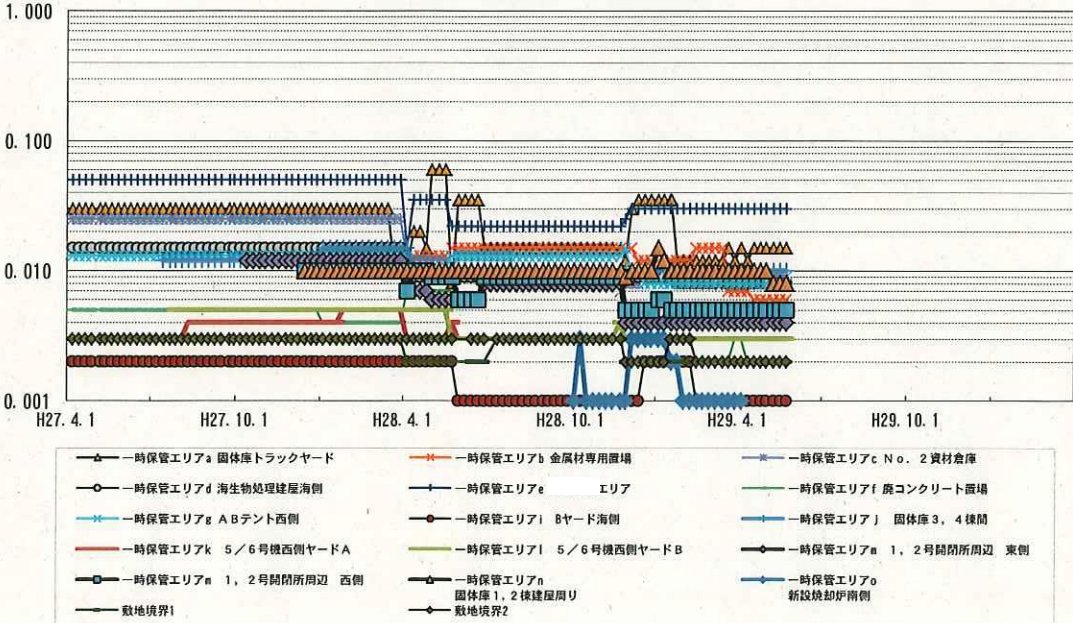 1.000
0.100
0.010
0.001
H27. 4. 1 H27. 10. 1 H28. 4. 1 H28. 10. 1 H29. 4. 1 H29. 10. 1
一時保管エリアa 固体庫トラックヤード 一時保管エリアb 金属材専用置場 一時保管エリアc No. 2資材倉庫
一時保管エリアd 海生物処理建屋海側 一時保管エリアe エリア 一時保管エリアf 廃コンクリート置場
一時保管エリアg ABテント西側 一時保管エリアi Bヤード海側 一時保管エリアj 固体庫3, 4棟間
一時保管エリアk 5/6号機西側ヤードA 一時保管エリアl 5/6号機西側ヤードB 一時保管エリアm 1, 2号開閉所周辺 東側
一時保管エリアm 1, 2号開閉所周辺 西側 一時保管エリアn 一時保管エリアo
固体庫1, 2棟建屋周り 新設焼却炉南側
敷地境界1 敷地境界2